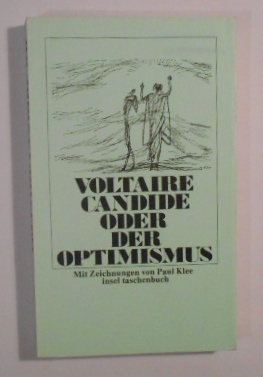 VOLTAIRE
CANDIDE
ODER
DER
OPTIMISMUS
Mit Zeichnungen von Paul Klee
insel taschenbuch